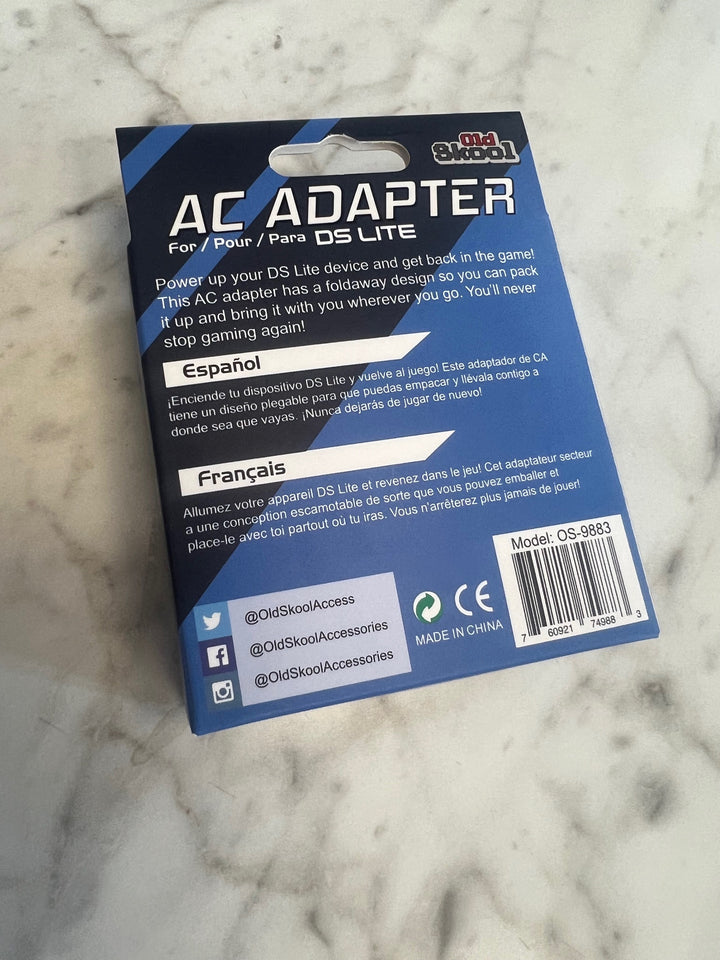 Old
Skool
AC ADAPTER
For / Pour / Para DS LITE
Power up your DS Lite device and get back in the game!
This AC adapter has a foldaway design so you can pack
it up and bring it with you wherever you go. You'll never
stop gaming again!
Español
¡Enciende tu dispositivo DS Lite y vuelve al juego! Este adaptador de CA
tiene un diseño plegable para que puedas empacar y llévala contigo a
donde sea que vayas. ¡Nunca dejarás de jugar de nuevo!
Français
Allumez votre appareil DS Lite et revenez dans le jeu! Cet adaptateur secteur
a une conception escamotable de sorte que vous pouvez emballer et
place-le avec toi partout où tu iras. Vous n'arrêterez plus jamais de jouer!
@OldSkoolAccess
@OldSkoolAccessories
@OldSkoolAccessories
CE
MADE IN CHINA
Model: OS-9883
7 60921 74988 3